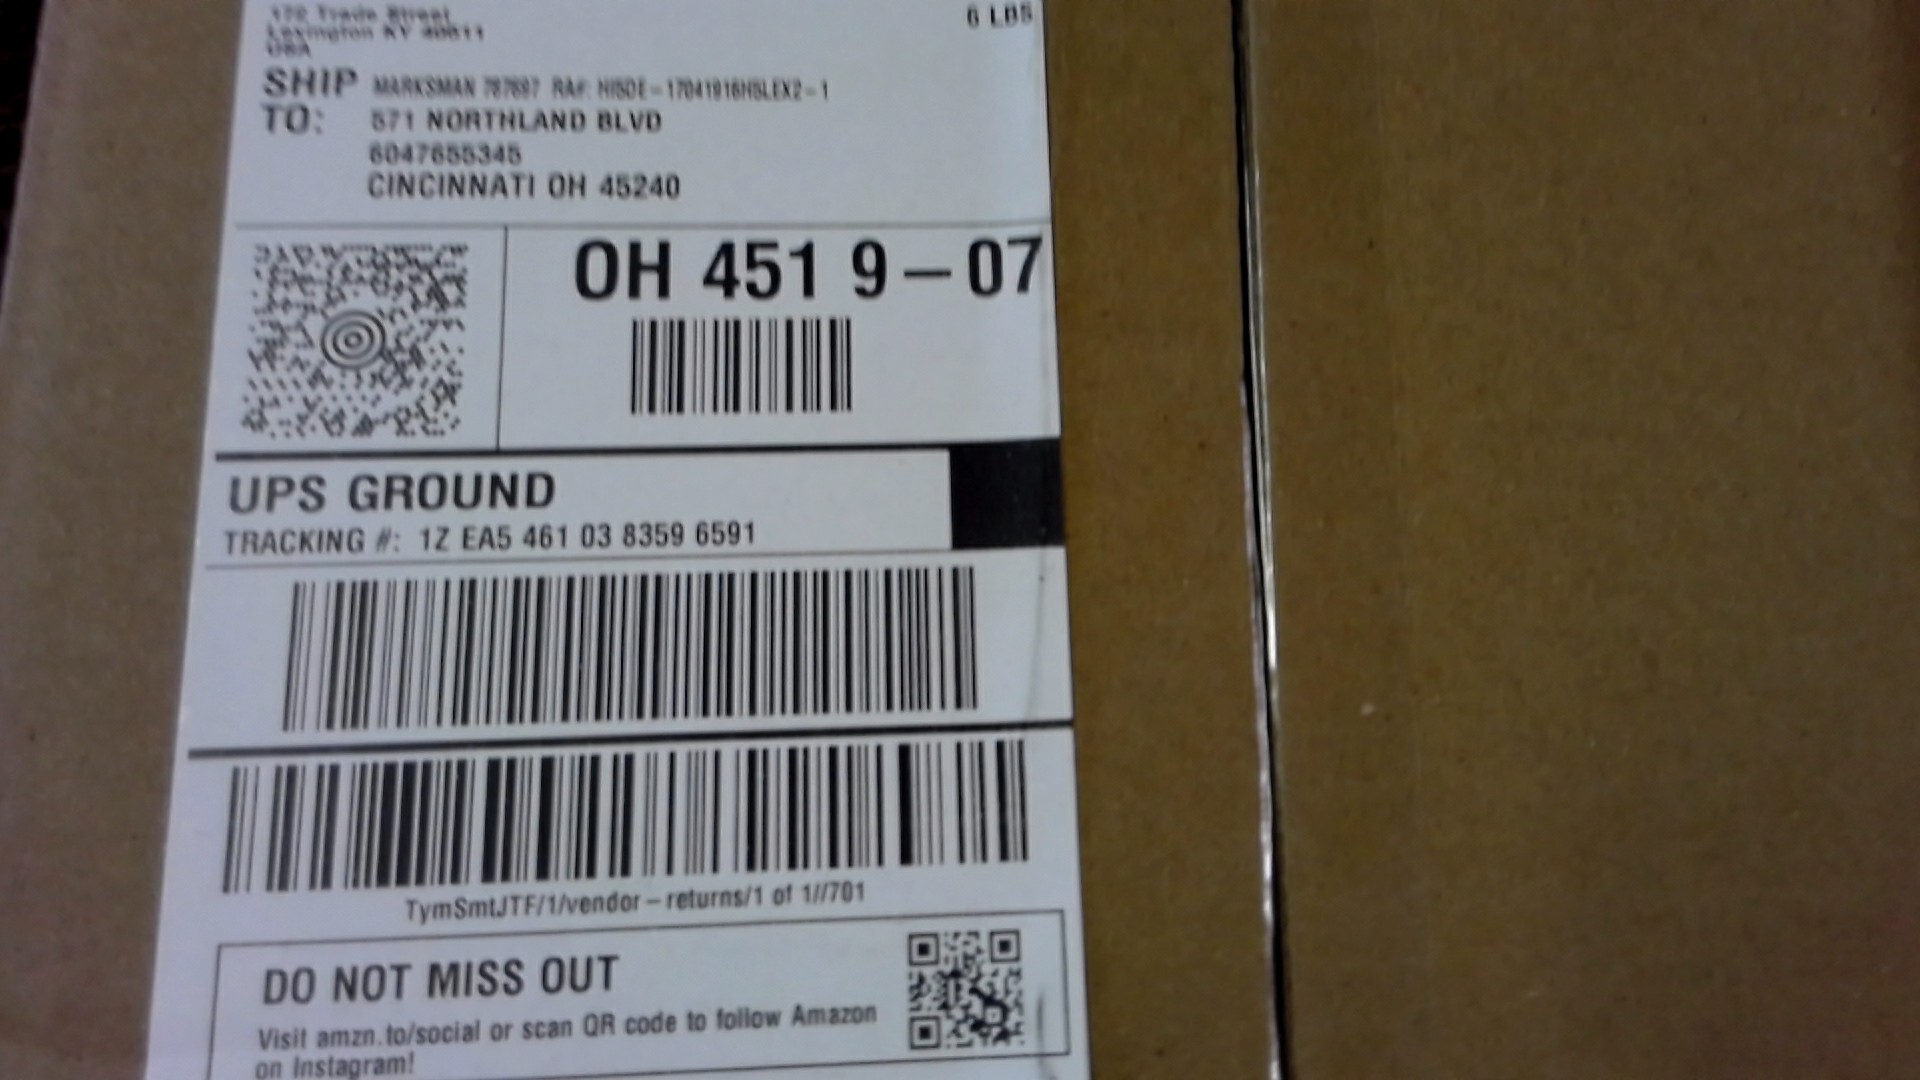 172 Trade Street
Lexington KY 40511
USA
6 LBS
SHIP TO:
MARKSMAN 787697 RA#: HI5DE-17041916H5LEX2-1
571 NORTHLAND BLVD
6047655345
CINCINNATI OH 45240
OH 451 9-07
UPS GROUND
TRACKING #: 1Z EA5 461 03 8359 6591
TymSmtJTF/1/vendor-returns/1 of 1//701
DO NOT MISS OUT
Visit amzn.to/social or scan QR code to follow Amazon
on Instagram!